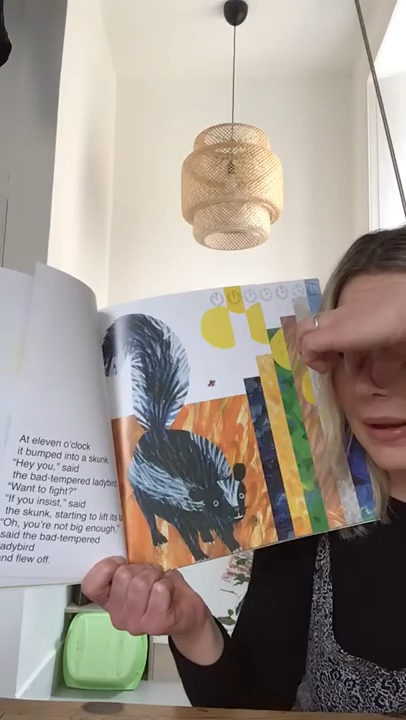 At eleven o'clock
it bumped into a skunk.
"Hey you," said
the bad-tempered ladybird.
"Want to fight?"
"If you insist," said
the skunk, starting to lift its
"Oh, you're not big enough,"
said the bad-tempered
ladybird
and flew off.